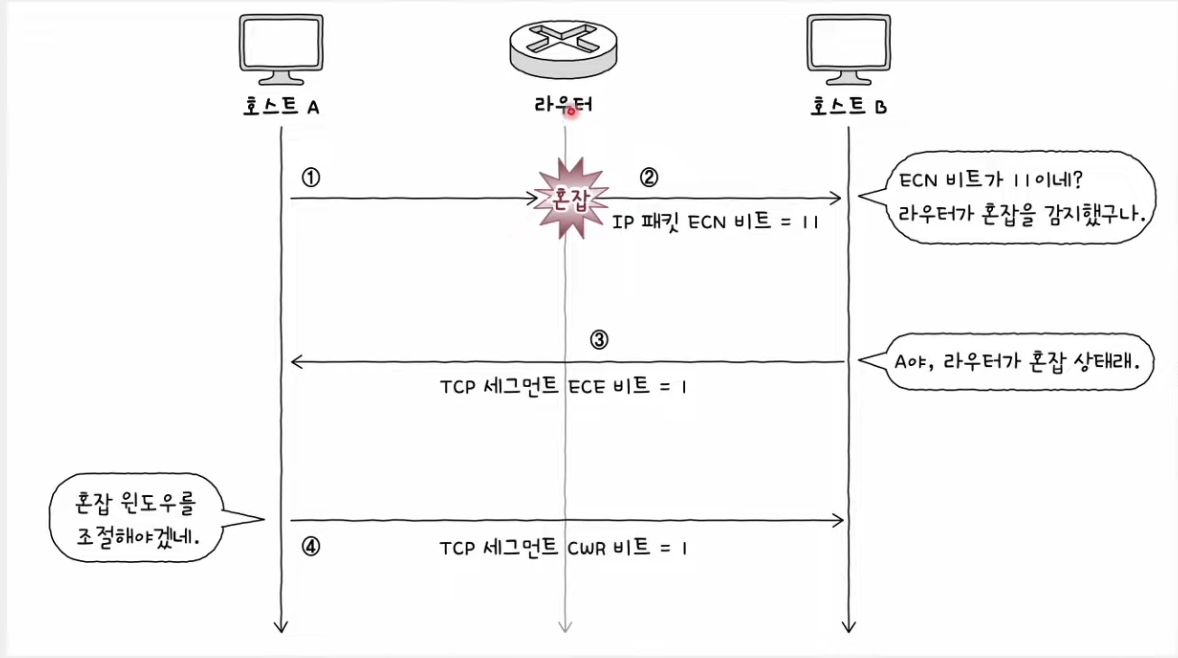 호스트 A
라우터
호스트 B
①
혼잡
②
IP 패킷 ECN 비트 = 11
ECN 비트가 11이네?
라우터가 혼잡을 감지했구나.
③
TCP 세그먼트 ECE 비트 = 1
A야, 라우터가 혼잡 상태래.
혼잡 윈도우를
조절해야겠네.
④
TCP 세그먼트 CWR 비트 = 1